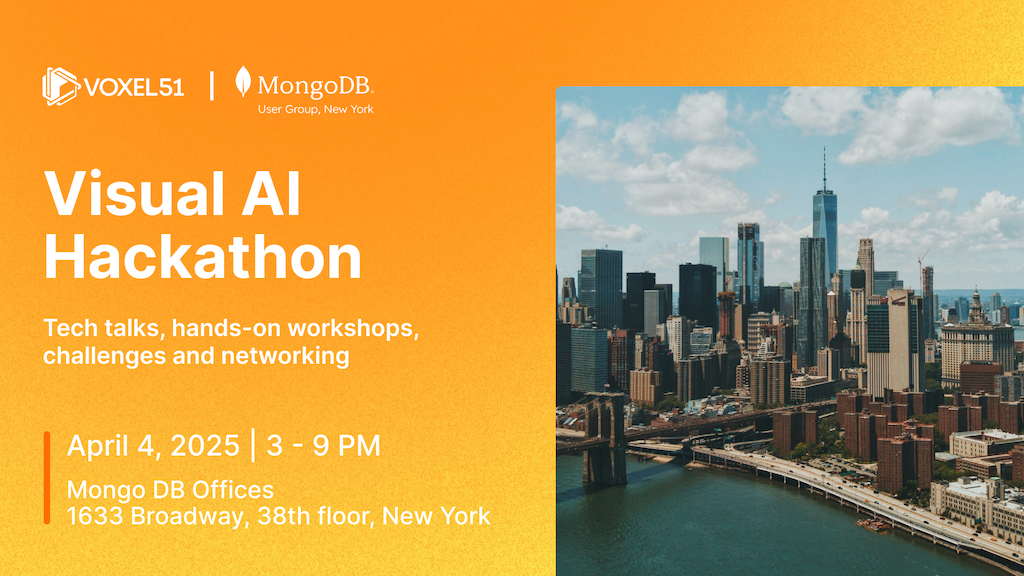 VOXEL51 | MongoDB®
User Group, New York
Visual AI
Hackathon
Tech talks, hands-on workshops,
challenges and networking
April 4, 2025 | 3 - 9 PM
Mongo DB Offices
1633 Broadway, 38th floor, New York